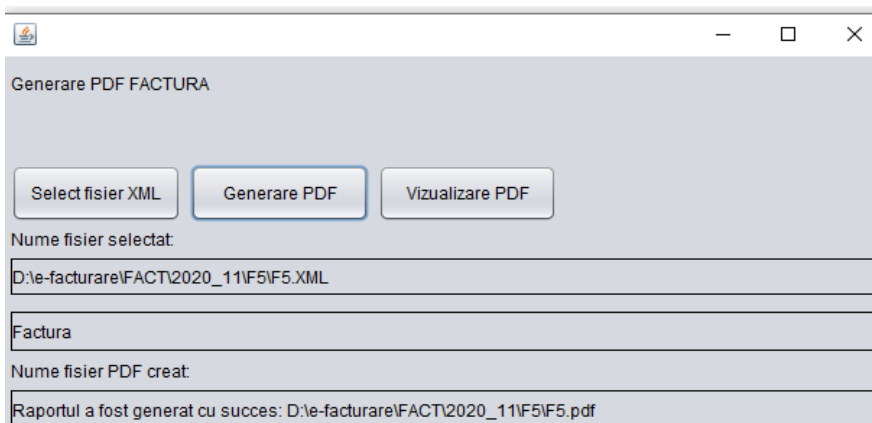 Generare PDF FACTURA
Select fisier XML Generare PDF Vizualizare PDF
Nume fisier selectat:
D:\e-facturare\FACT\2020_11\F5\F5.XML
Factura
Nume fisier PDF creat:
Raportul a fost generat cu succes: D:\e-facturare\FACT\2020_11\F5\F5.pdf